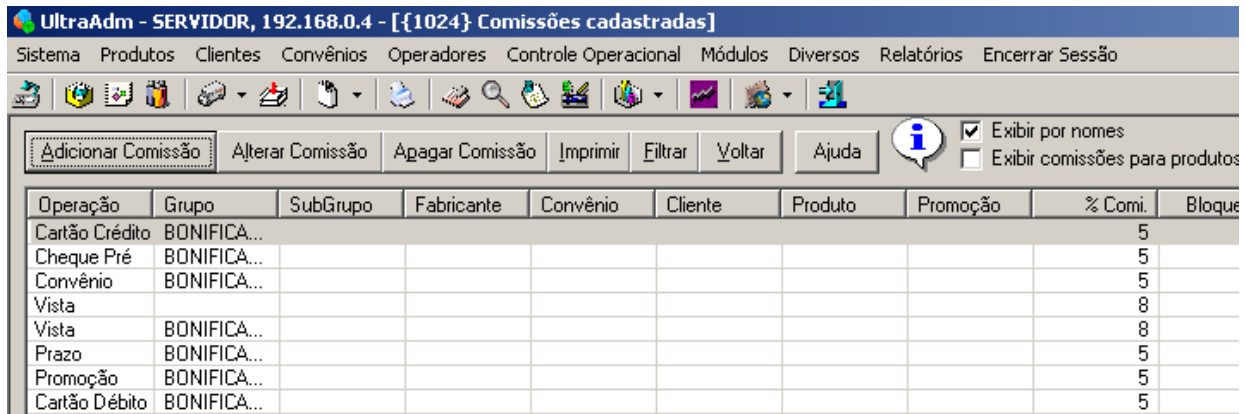 UltraAdm - SERVIDOR, 192.168.0.4 - [{1024} Comissões cadastradas]
Sistema Produtos Clientes Convênios Operadores Controle Operacional Módulos Diversos Relatórios Encerrar Sessão
Adicionar Comissão Alterar Comissão Apagar Comissão Imprimir Filtrar Voltar Ajuda Exibir por nomes
Exibir comissões para produtos
Operação Grupo SubGrupo Fabricante Convênio Cliente Produto Promoção % Comi. Bloque
Cartão Crédito BONIFICA... 5
Cheque Pré BONIFICA... 5
Convênio BONIFICA... 5
Vista 8
Vista BONIFICA... 8
Prazo BONIFICA... 5
Promoção BONIFICA... 5
Cartão Débito BONIFICA... 5